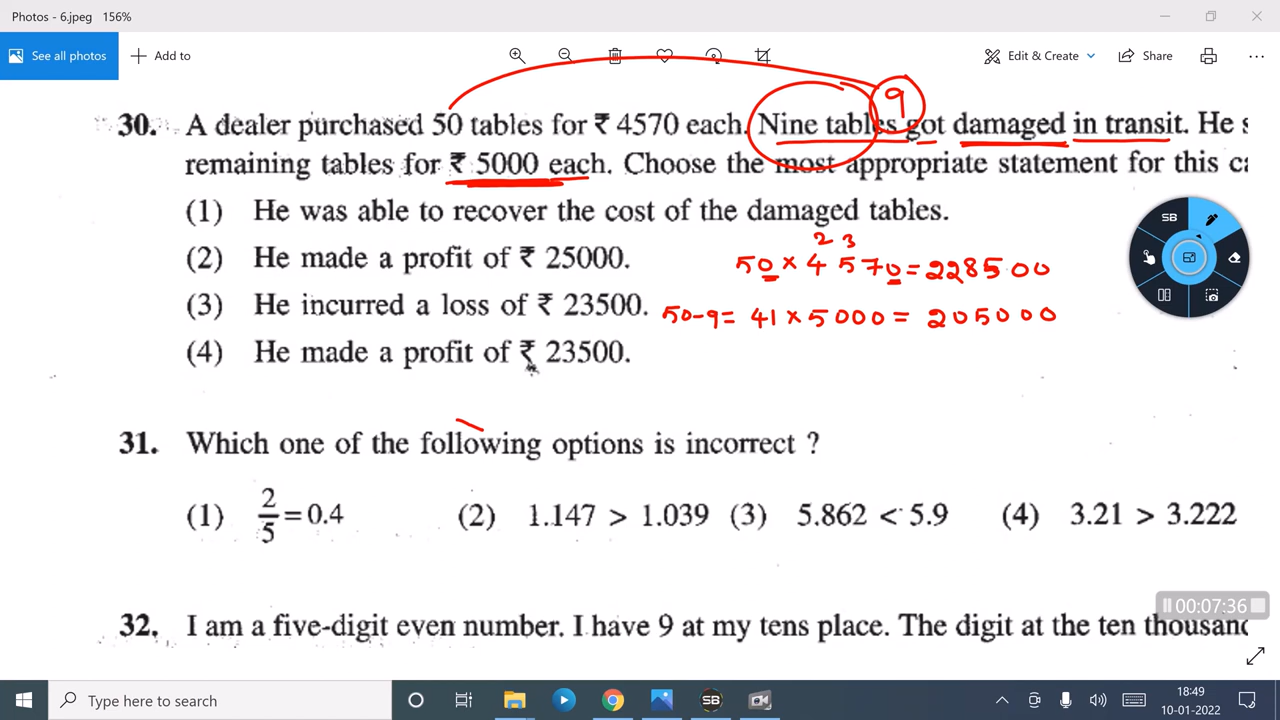 Photos - 6.jpeg 156%
See all photos
Add to
Edit & Create
Share
9
30. A dealer purchased 50 tables for ₹ 4570 each. Nine tables got damaged in transit. He s
remaining tables for ₹ 5000 each. Choose the most appropriate statement for this ca
(1) He was able to recover the cost of the damaged tables.
SB
2 3
(2) He made a profit of ₹ 25000.
50 × 4570 = 22850 0
(3) He incurred a loss of ₹ 23500.
50-9= 41 × 5000 = 205000
(4) He made a profit of ₹ 23500.
31. Which one of the following options is incorrect ?
(1) 2/5 = 0.4 (2) 1.147 > 1.039 (3) 5.862 < 5.9 (4) 3.21 > 3.222
00:07:36
32. I am a five-digit even number. I have 9 at my tens place. The digit at the ten thousand
Type here to search
SB
18:49
10-01-2022